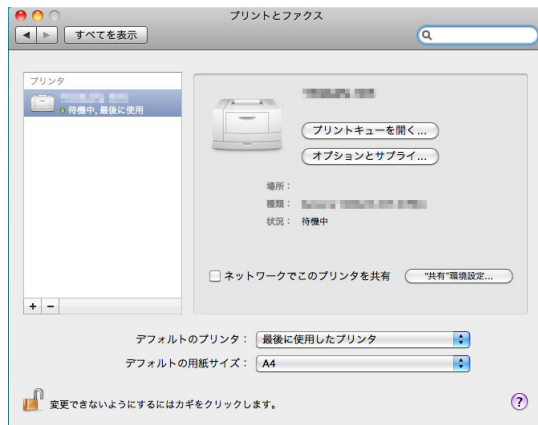 プリントとファクス
すべてを表示
プリンタ
待機中, 最後に使用
プリントキューを開く...
オプションとサプライ...
場所：
種類：
状況： 待機中
ネットワークでこのプリンタを共有 "共有"環境設定...
+ −
デフォルトのプリンタ： 最後に使用したプリンタ
デフォルトの用紙サイズ： A4
変更できないようにするにはカギをクリックします。 ?